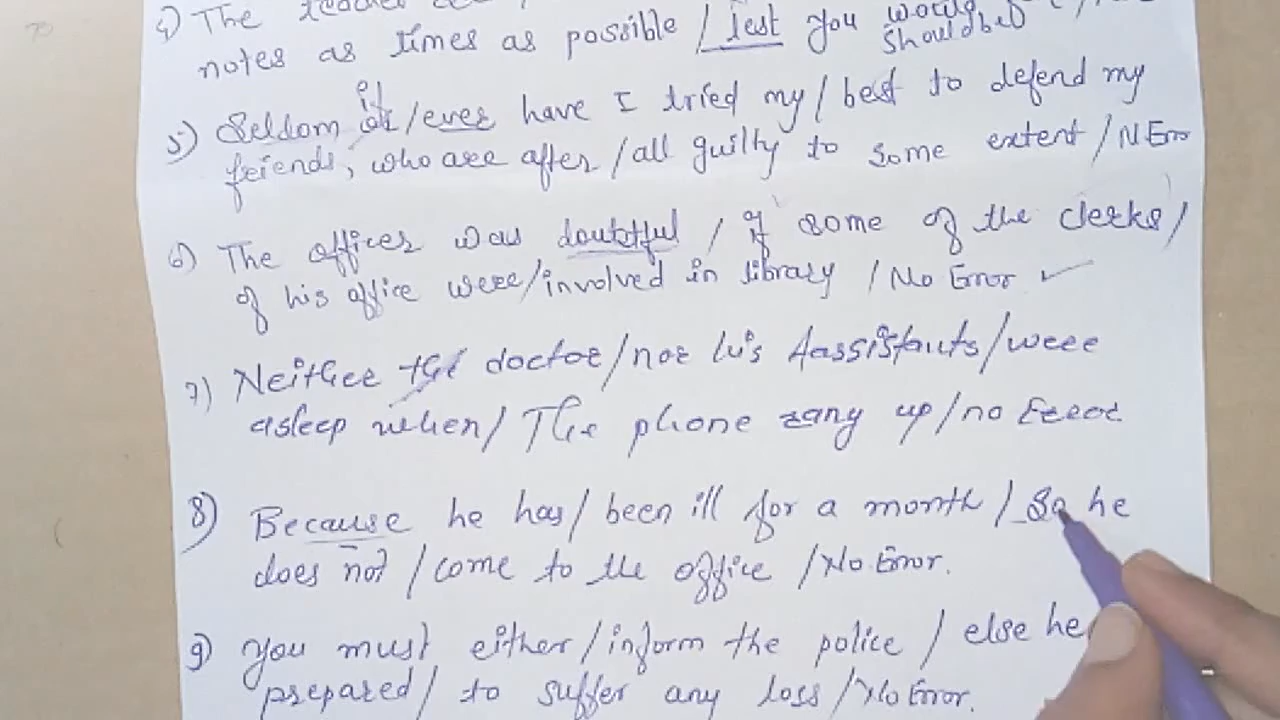 4) The teacher
notes as times as possible / lest you would
should be
if
5) Seldom or/ever have I tried my/best to defend my
friends, who are after/all guilty to some extent / N Error
6) The officer was doubtful / if some of the clerks/
of his office were/involved in library / No Error ✓
7) Neither the doctor/nor his Aassistants/were
asleep when/ The phone rang up/no Error
8) Because he has/been ill for a month / So he
does not / come to the office / No Error.
9) You must either/inform the police / else he
prepared/ to suffer any loss /No Error.